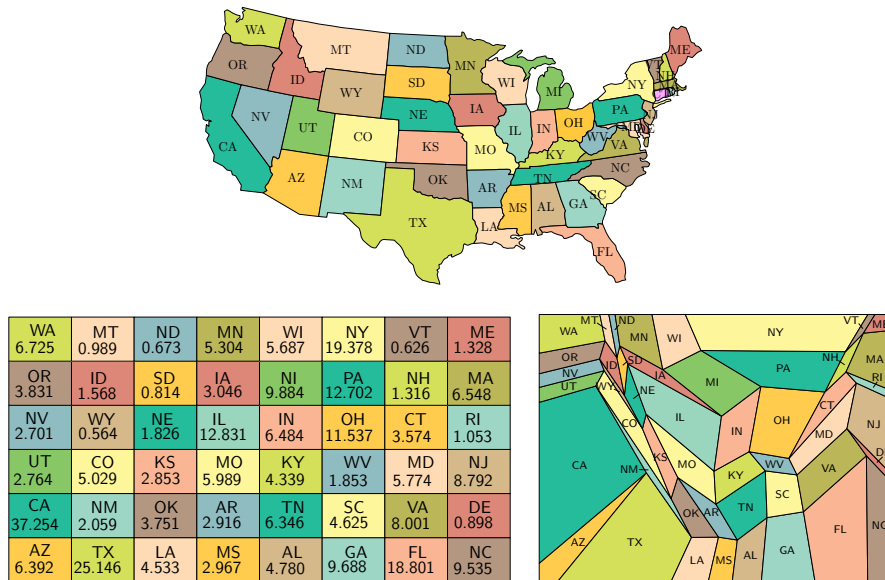 WA
MT
ND
MN
WI
MI
NY
VT
NH
ME
OR
ID
SD
WY
IA
NE
PA
NJ
NV
UT
CO
IL
IN
OH
WV
VA
CA
KS
MO
KY
NC
AZ
NM
OK
AR
TN
SC
TX
MS
AL
GA
LA
FL
WA MT ND MN WI NY VT ME
6.725 0.989 0.673 5.304 5.687 19.378 0.626 1.328
OR ID SD IA NI PA NH MA
3.831 1.568 0.814 3.046 9.884 12.702 1.316 6.548
NV WY NE IL IN OH CT RI
2.701 0.564 1.826 12.831 6.484 11.537 3.574 1.053
UT CO KS MO KY WV MD NJ
2.764 5.029 2.853 5.989 4.339 1.853 5.774 8.792
CA NM OK AR TN SC VA DE
37.254 2.059 3.751 2.916 6.346 4.625 8.001 0.898
AZ TX LA MS AL GA FL NC
6.392 25.146 4.533 2.967 4.780 9.688 18.801 9.535
MT ND VT ME
WA MN WI NY
OR ID SD NH MA
NV IA PA RI
UT WY NE MI CT
CO IL IN OH NJ
KS MD
CA NM MO KY WV VA D
OK AR TN SC FL NC
AZ TX LA MS AL GA